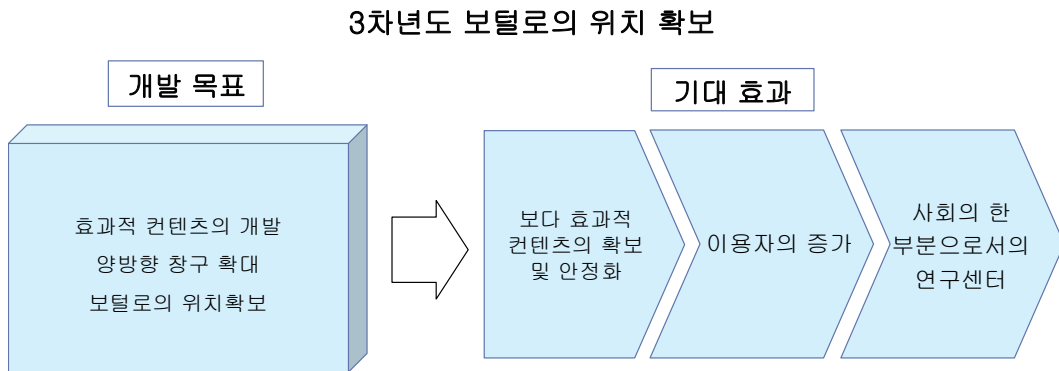 3차년도 보털로의 위치 확보
개발 목표
기대 효과
효과적 컨텐츠의 개발
양방향 창구 확대
보털로의 위치확보
보다 효과적
컨텐츠의 확보
및 안정화
이용자의 증가
사회의 한
부분으로서의
연구센터